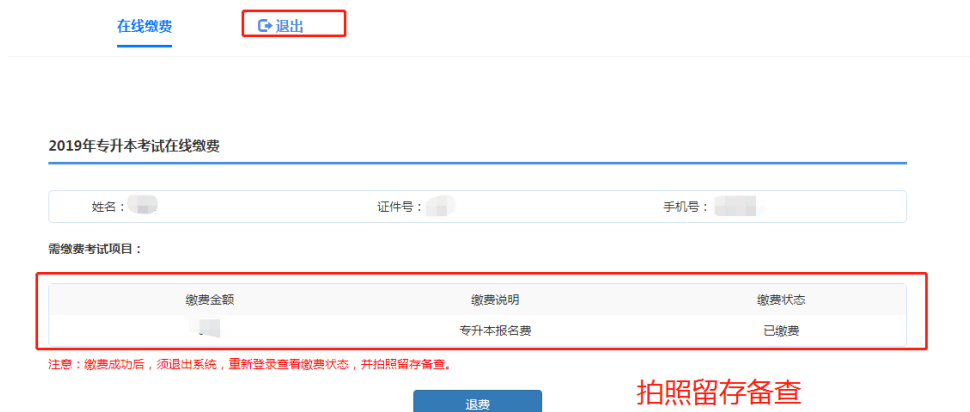 在线缴费 退出
2019年专升本考试在线缴费
姓名： 证件号： 手机号：
需缴费考试项目：
缴费金额 缴费说明 缴费状态
专升本报名费 已缴费
注意：缴费成功后，须退出系统，重新登录查看缴费状态，并拍照留存备查。
退费 拍照留存备查